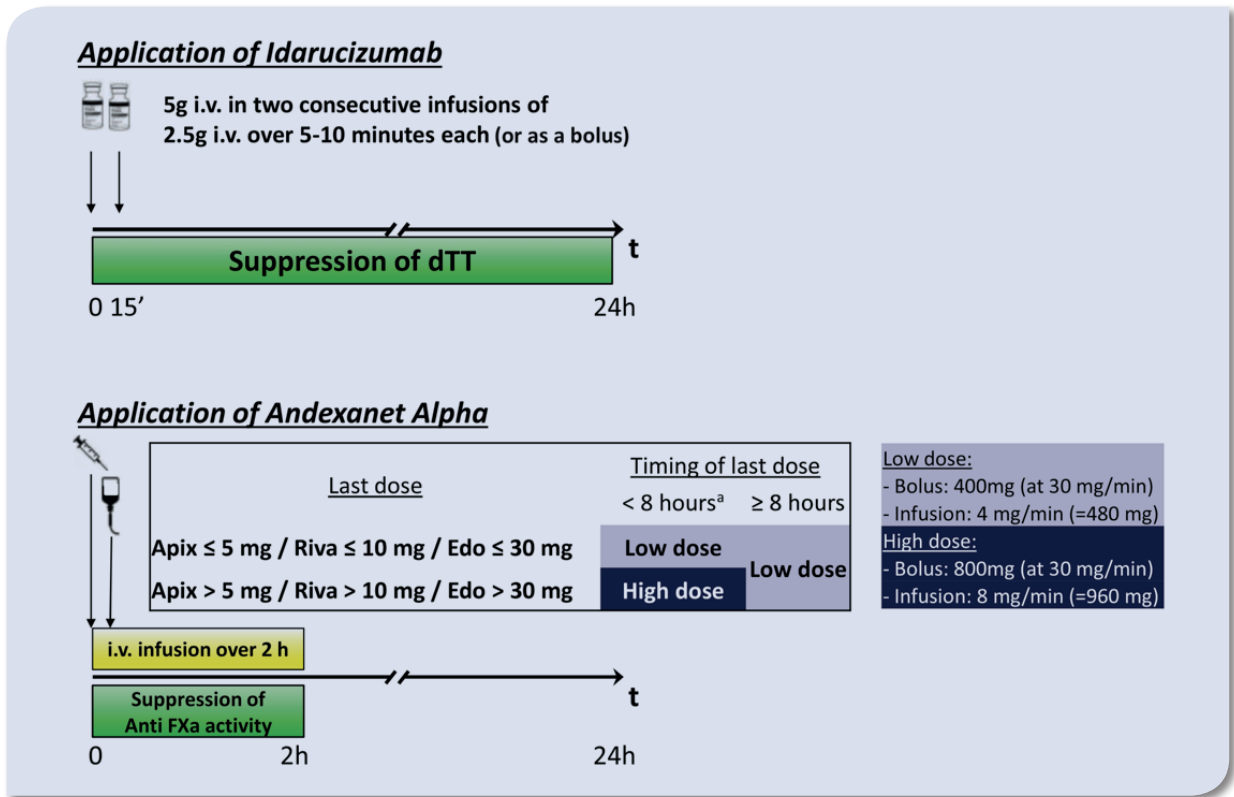 Application of Idarucizumab
5g i.v. in two consecutive infusions of
2.5g i.v. over 5-10 minutes each (or as a bolus)
t
Suppression of dTT
0 15’ 24h
Application of Andexanet Alpha
Last dose
Timing of last dose
< 8 hoursᵃ ≥ 8 hours
Apix ≤ 5 mg / Riva ≤ 10 mg / Edo ≤ 30 mg Low dose
Low dose
Apix > 5 mg / Riva > 10 mg / Edo > 30 mg High dose
Low dose:
- Bolus: 400mg (at 30 mg/min)
- Infusion: 4 mg/min (=480 mg)
High dose:
- Bolus: 800mg (at 30 mg/min)
- Infusion: 8 mg/min (=960 mg)
i.v. infusion over 2 h
t
Suppression of
Anti FXa activity
0 2h 24h